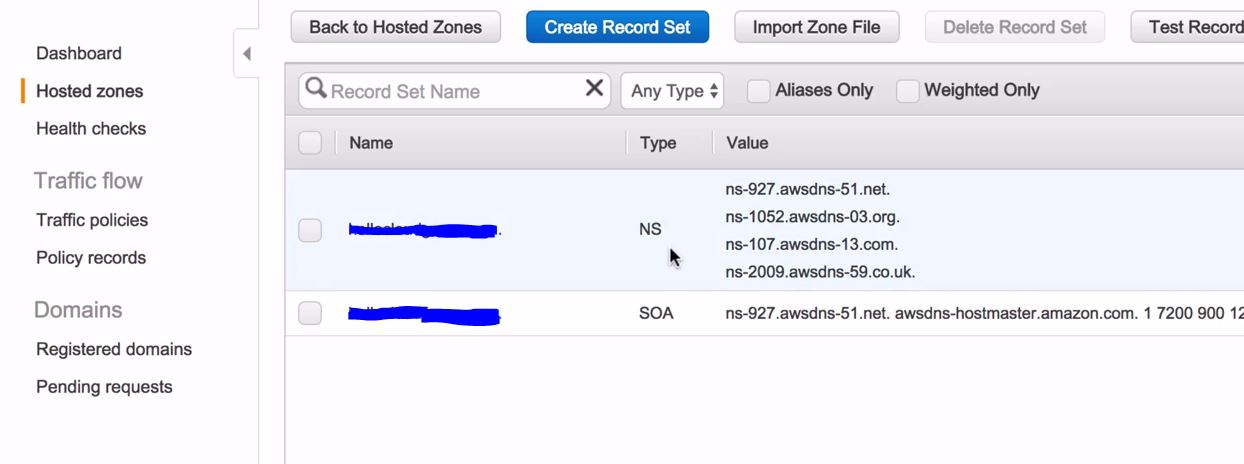 Back to Hosted Zones
Create Record Set
Import Zone File
Delete Record Set
Test Record
Dashboard
Hosted zones
Health checks
Traffic flow
Traffic policies
Policy records
Domains
Registered domains
Pending requests
Record Set Name
Any Type
Aliases Only
Weighted Only
Name Type Value
NS
ns-927.awsdns-51.net.
ns-1052.awsdns-03.org.
ns-107.awsdns-13.com.
ns-2009.awsdns-59.co.uk.
SOA ns-927.awsdns-51.net. awsdns-hostmaster.amazon.com. 1 7200 900 12